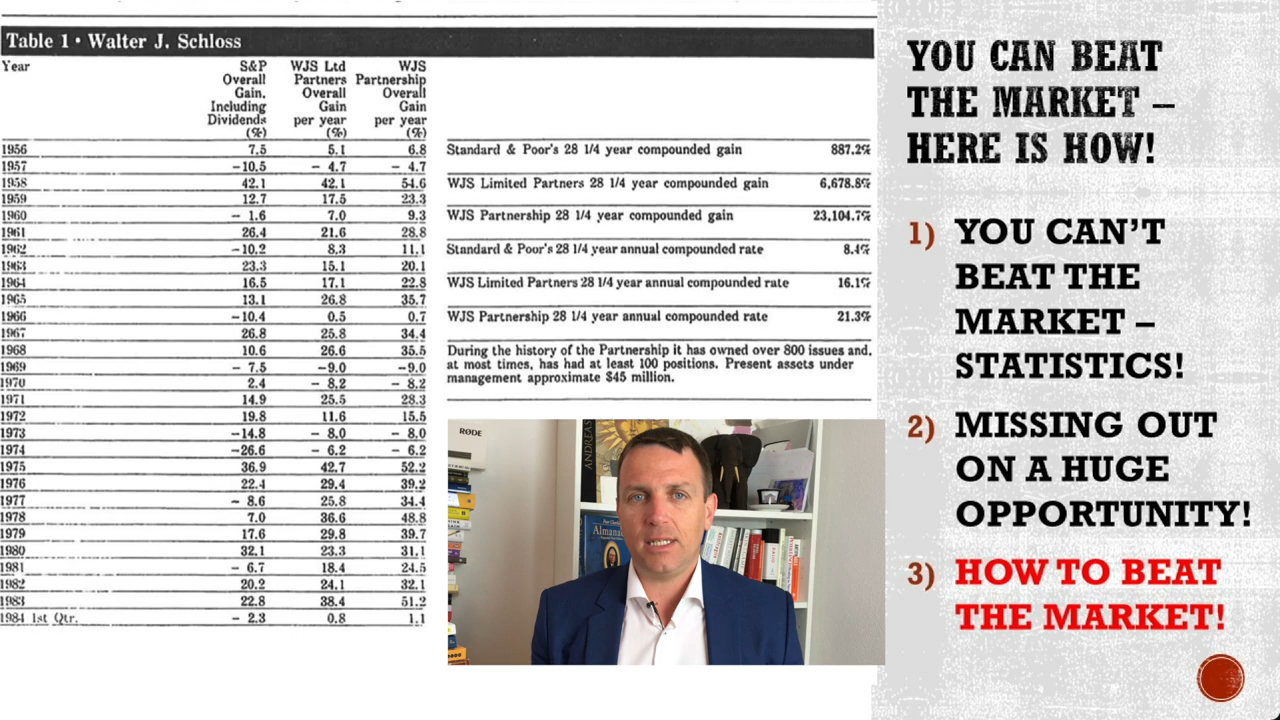 Table 1 • Walter J. Schloss
Year
S&P Overall Gain, Including Dividends (%)
WJS Ltd Partners Overall Gain per year (%)
WJS Partnership Overall Gain per year (%)
1956 7.5 5.1 6.8
1957 −10.5 − 4.7 − 4.7
1958 42.1 42.1 54.6
1959 12.7 17.5 23.3
1960 − 1.6 7.0 9.3
1961 26.4 21.6 28.8
1962 −10.2 8.3 11.1
1963 23.3 15.1 20.1
1964 16.5 17.1 22.8
1965 13.1 26.8 35.7
1966 −10.4 0.5 0.7
1967 26.8 25.8 34.4
1968 10.6 26.6 35.5
1969 − 7.5 −9.0 −9.0
1970 2.4 − 8.2 − 8.2
1971 14.9 25.5 28.3
1972 19.8 11.6 15.5
1973 −14.8 − 8.0 − 8.0
1974 −26.6 − 6.2 − 6.2
1975 36.9 42.7 52.2
1976 22.4 29.4 39.2
1977 − 8.6 25.8 34.4
1978 7.0 36.6 48.8
1979 17.6 29.8 39.7
1980 32.1 23.3 31.1
1981 − 6.7 18.4 24.5
1982 20.2 24.1 32.1
1983 22.8 38.4 51.2
1984 1st Qtr. − 2.3 0.8 1.1
Standard & Poor's 28 1/4 year compounded gain 887.2%
WJS Limited Partners 28 1/4 year compounded gain 6,678.8%
WJS Partnership 28 1/4 year compounded gain 23,104.7%
Standard & Poor's 28 1/4 year annual compounded rate 8.4%
WJS Limited Partners 28 1/4 year annual compounded rate 16.1%
WJS Partnership 28 1/4 year annual compounded rate 21.3%
During the history of the Partnership it has owned over 800 issues and,
at most times, has had at least 100 positions. Present assets under
management approximate $45 million.
RØDE
ANDREAS
Almanac
YOU CAN BEAT
THE MARKET –
HERE IS HOW!
1) YOU CAN'T
BEAT THE
MARKET –
STATISTICS!
2) MISSING OUT
ON A HUGE
OPPORTUNITY!
3) HOW TO BEAT
THE MARKET!